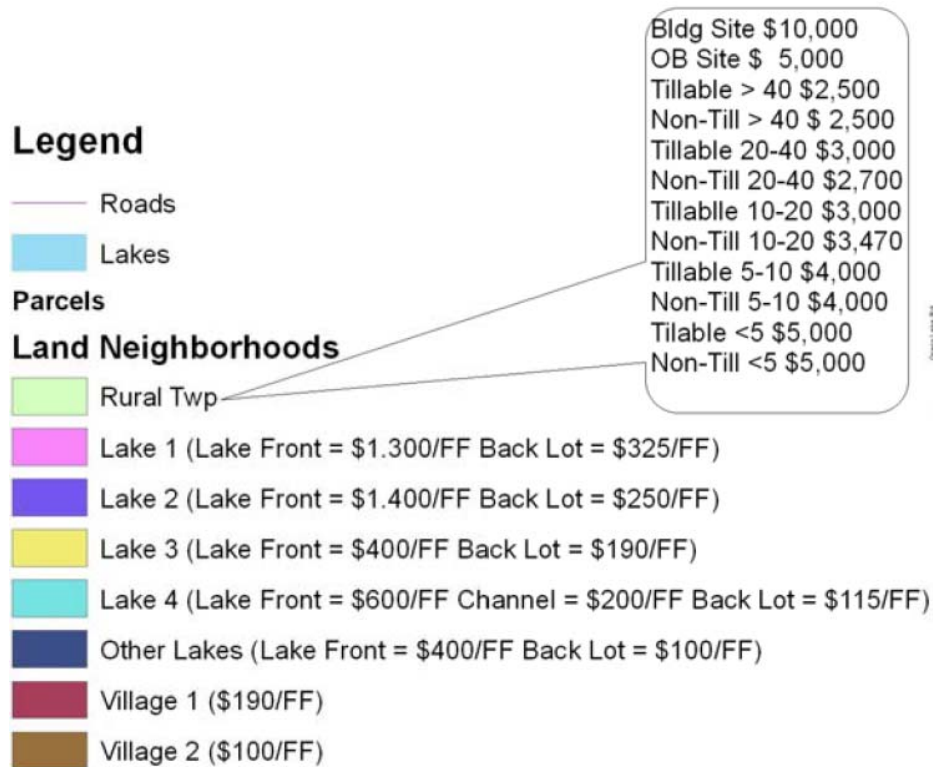 Bldg Site $10,000
OB Site $ 5,000
Tillable > 40 $2,500
Non-Till > 40 $ 2,500
Tillable 20-40 $3,000
Non-Till 20-40 $2,700
Tillablle 10-20 $3,000
Non-Till 10-20 $3,470
Tillable 5-10 $4,000
Non-Till 5-10 $4,000
Tilable <5 $5,000
Non-Till <5 $5,000
Legend
Roads
Lakes
Parcels
Land Neighborhoods
Rural Twp
Lake 1 (Lake Front = $1.300/FF Back Lot = $325/FF)
Lake 2 (Lake Front = $1.400/FF Back Lot = $250/FF)
Lake 3 (Lake Front = $400/FF Back Lot = $190/FF)
Lake 4 (Lake Front = $600/FF Channel = $200/FF Back Lot = $115/FF)
Other Lakes (Lake Front = $400/FF Back Lot = $100/FF)
Village 1 ($190/FF)
Village 2 ($100/FF)